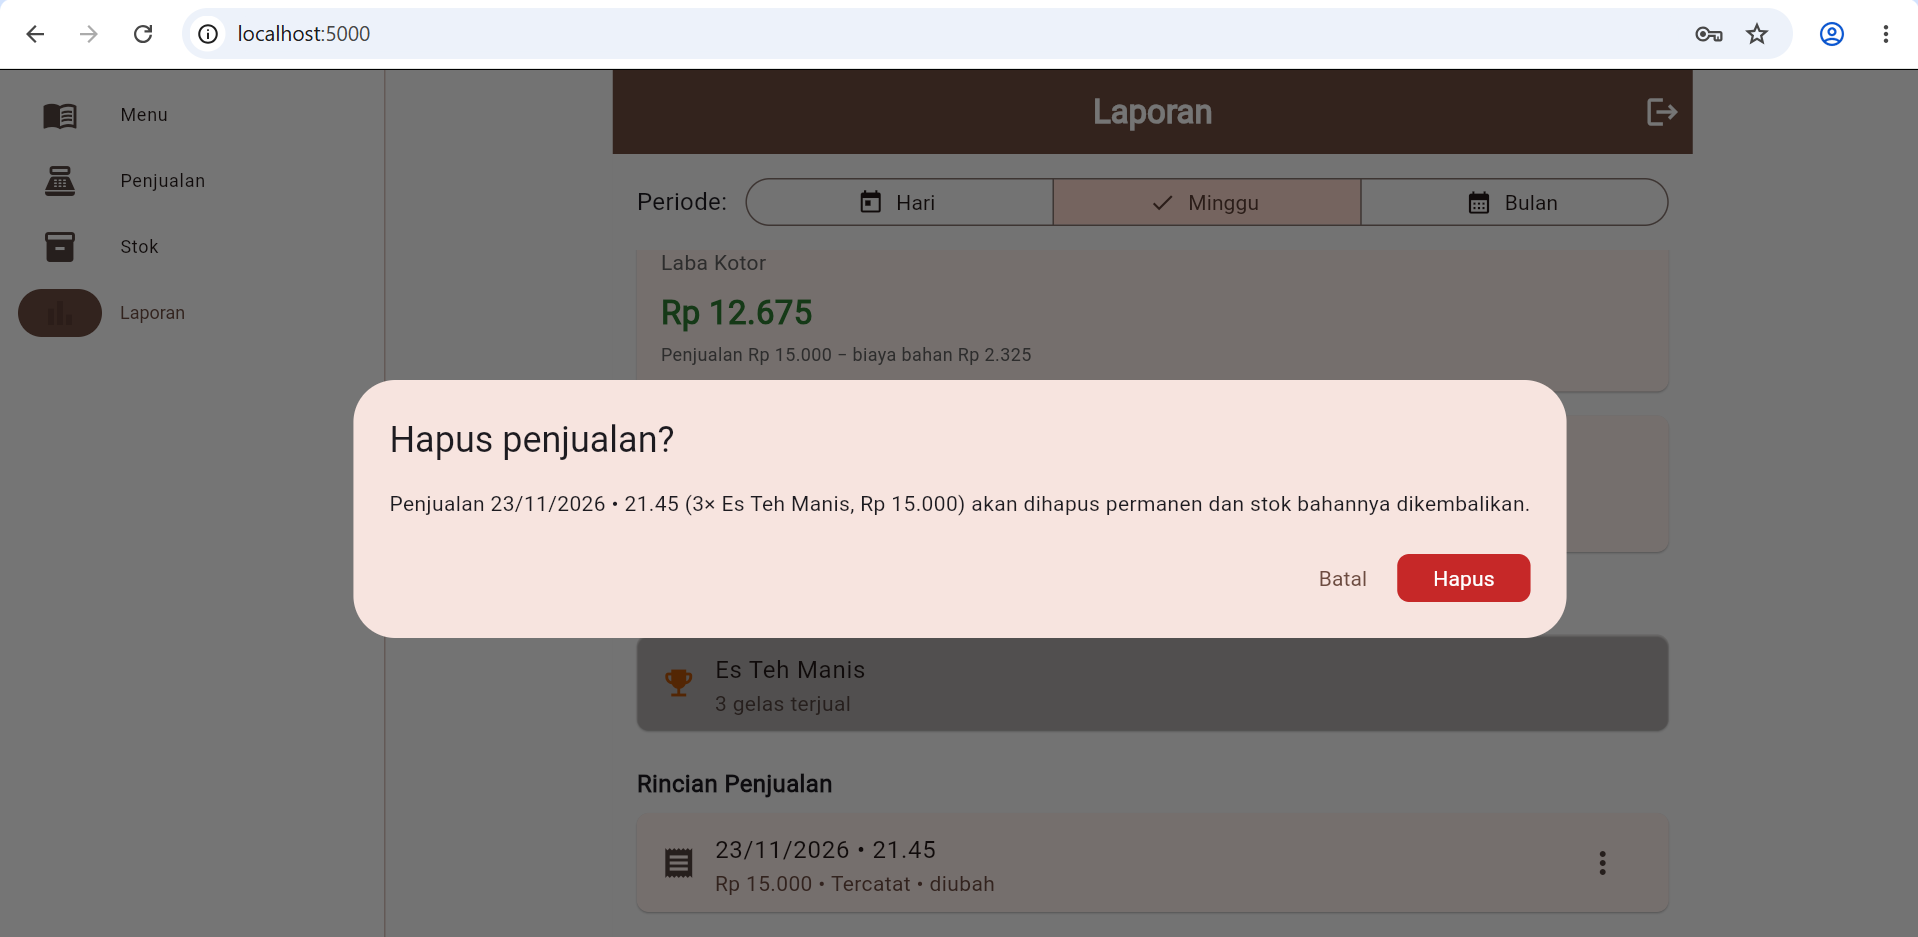 localhost:5000
Menu
Penjualan
Stok
Laporan
Laporan
Periode:
Hari
Minggu
Bulan
Laba Kotor
Rp 12.675
Penjualan Rp 15.000 − biaya bahan Rp 2.325
Hapus penjualan?
Penjualan 23/11/2026 • 21.45 (3× Es Teh Manis, Rp 15.000) akan dihapus permanen dan stok bahannya dikembalikan.
Batal
Hapus
Es Teh Manis
3 gelas terjual
Rincian Penjualan
23/11/2026 • 21.45
Rp 15.000 • Tercatat • diubah